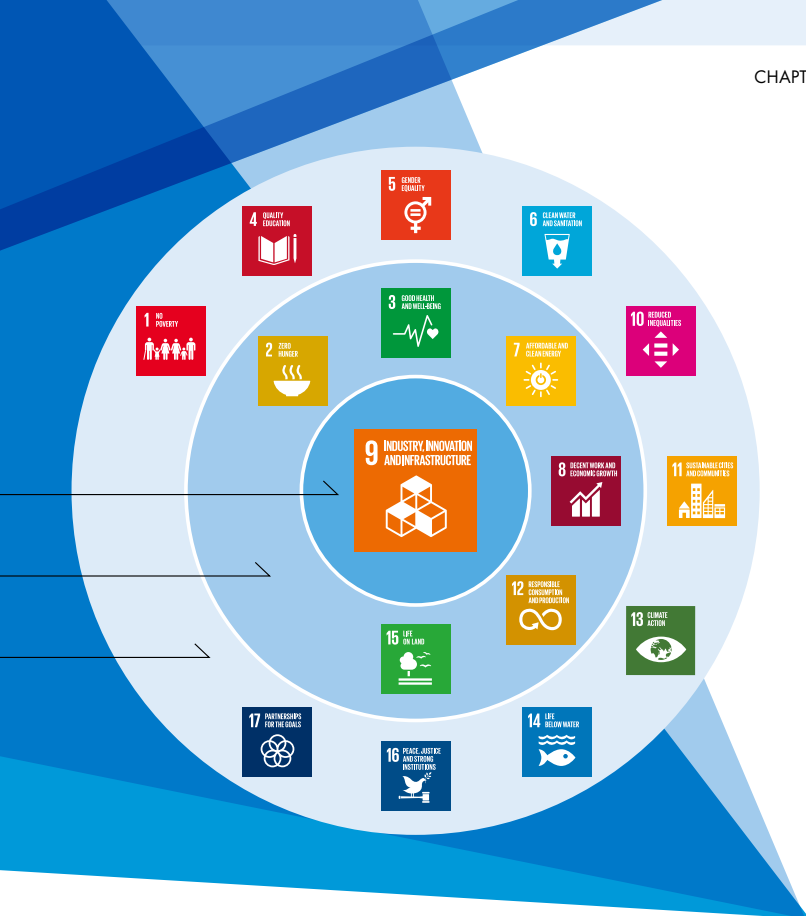 CHAPT
5 GENDER
EQUALITY
4 QUALITY
EDUCATION
6 CLEAN WATER
AND SANITATION
3 GOOD HEALTH
AND WELL-BEING
1 NO
POVERTY
10 REDUCED
INEQUALITIES
2 ZERO
HUNGER
7 AFFORDABLE AND
CLEAN ENERGY
9 INDUSTRY, INNOVATION
AND INFRASTRUCTURE
8 DECENT WORK AND
ECONOMIC GROWTH
11 SUSTAINABLE CITIES
AND COMMUNITIES
12 RESPONSIBLE
CONSUMPTION
AND PRODUCTION
13 CLIMATE
ACTION
15 LIFE
ON LAND
17 PARTNERSHIPS
FOR THE GOALS
14 LIFE
BELOW WATER
16 PEACE, JUSTICE
AND STRONG
INSTITUTIONS